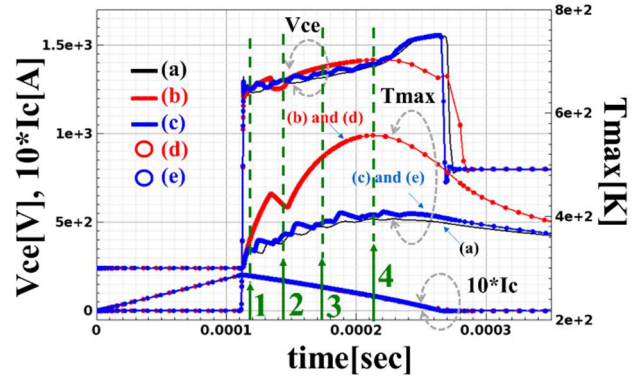 8e+2
Vce
1.5e+3
(a)
(b)
Tmax
6e+2
1e+3
(c)
(b) and (d)
(d)
(c) and (e)
(e)
5e+2
4e+2
(a)
10*Ic
1 2 3 4
0
2e+2
0 0.0001 0.0002 0.0003
time[sec]
Vce[V], 10*Ic[A]
Tmax[K]